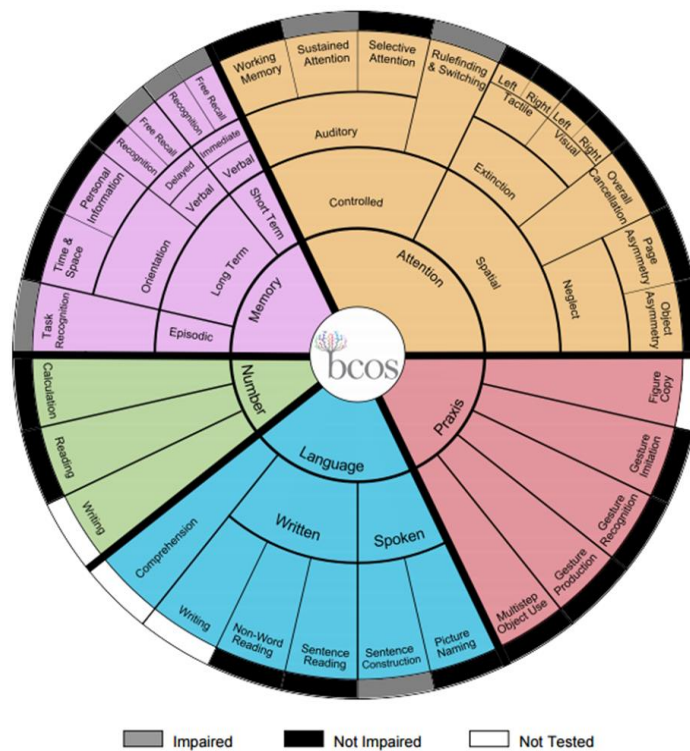 Working
Memory
Sustained
Attention
Selective
Attention
Rulefinding
& Switching
Left
Right
Left
Right
Tactile
Visual
Overall
Cancellation
Page
Asymmetry
Object
Asymmetry
Auditory
Extinction
Neglect
Controlled
Spatial
Attention
Free Recall
Recognition
Free Recall
Recognition
Personal
Information
Time &
Space
Task
Recognition
Immediate
Delayed
Verbal
Verbal
Orientation
Short Term
Long Term
Episodic
Memory
bcos
Number
Calculation
Reading
Writing
Language
Written
Spoken
Comprehension
Writing
Non-Word
Reading
Sentence
Reading
Sentence
Construction
Picture
Naming
Praxis
Figure
Copy
Gesture
Imitation
Gesture
Recognition
Gesture
Production
Multistep
Object Use
Impaired
Not Impaired
Not Tested